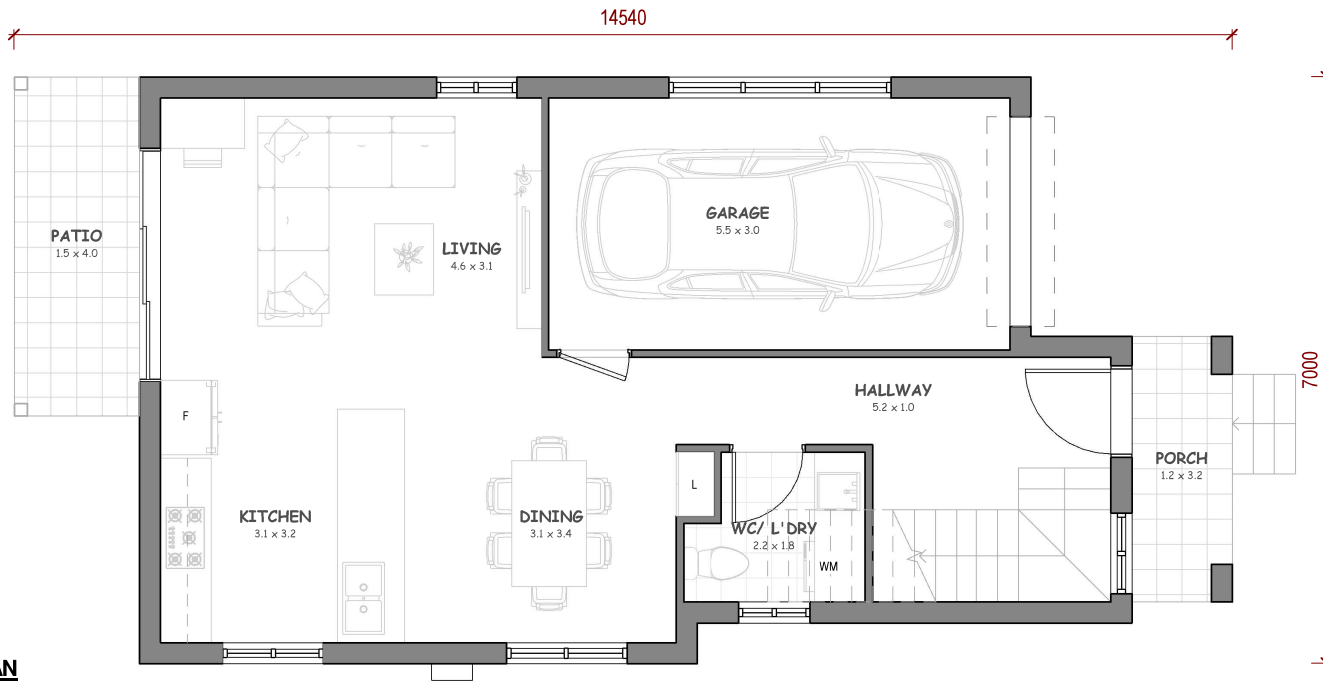 14540
PATIO
1.5 x 4.0
LIVING
4.6 x 3.1
GARAGE
5.5 x 3.0
HALLWAY
5.2 x 1.0
7000
F
L
PORCH
1.2 x 3.2
KITCHEN
3.1 x 3.2
DINING
3.1 x 3.4
WC/ L'DRY
2.2 x 1.8
WM